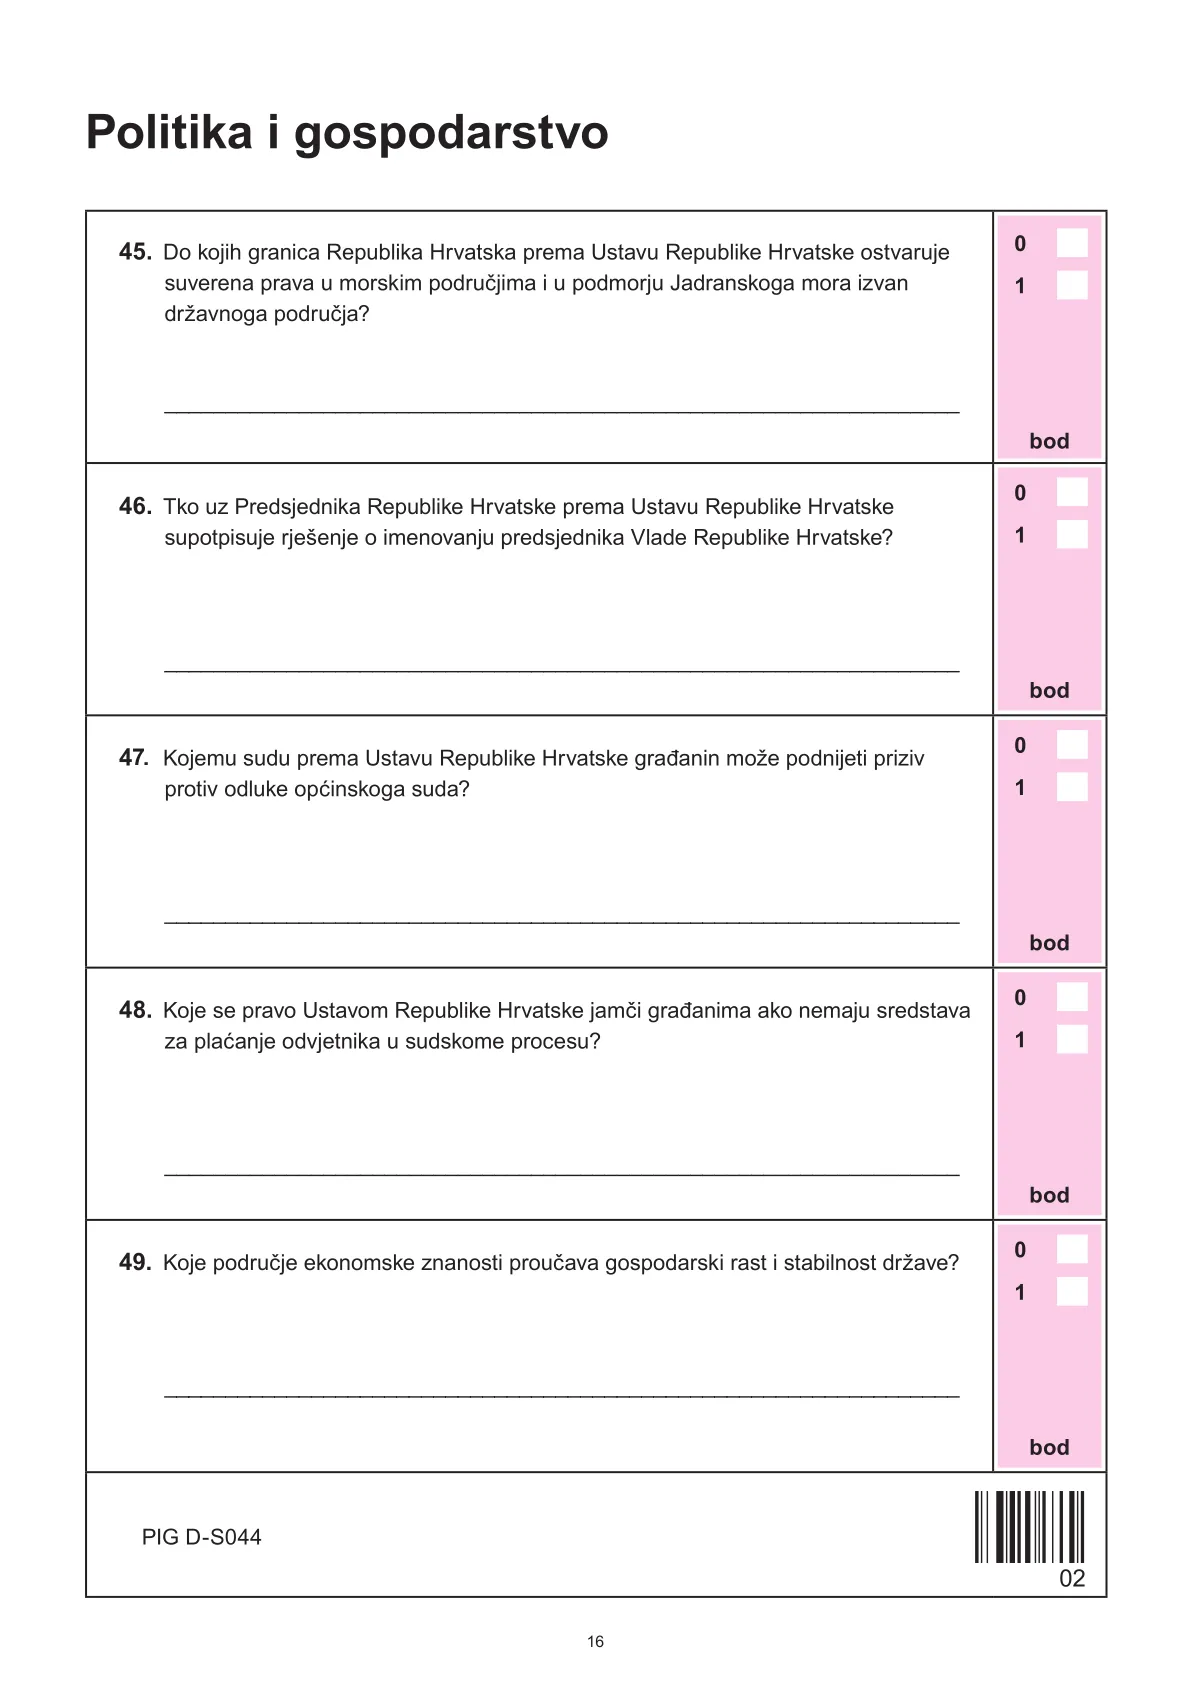 Politika i gospodarstvo
45. Do kojih granica Republika Hrvatska prema Ustavu Republike Hrvatske ostvaruje
suverena prava u morskim područjima i u podmorju Jadranskoga mora izvan
državnoga područja?
0
1
bod
46. Tko uz Predsjednika Republike Hrvatske prema Ustavu Republike Hrvatske
supotpisuje rješenje o imenovanju predsjednika Vlade Republike Hrvatske?
0
1
bod
47. Kojemu sudu prema Ustavu Republike Hrvatske građanin može podnijeti priziv
protiv odluke općinskoga suda?
0
1
bod
48. Koje se pravo Ustavom Republike Hrvatske jamči građanima ako nemaju sredstava
za plaćanje odvjetnika u sudskome procesu?
0
1
bod
49. Koje područje ekonomske znanosti proučava gospodarski rast i stabilnost države?
0
1
bod
PIG D-S044
02
16